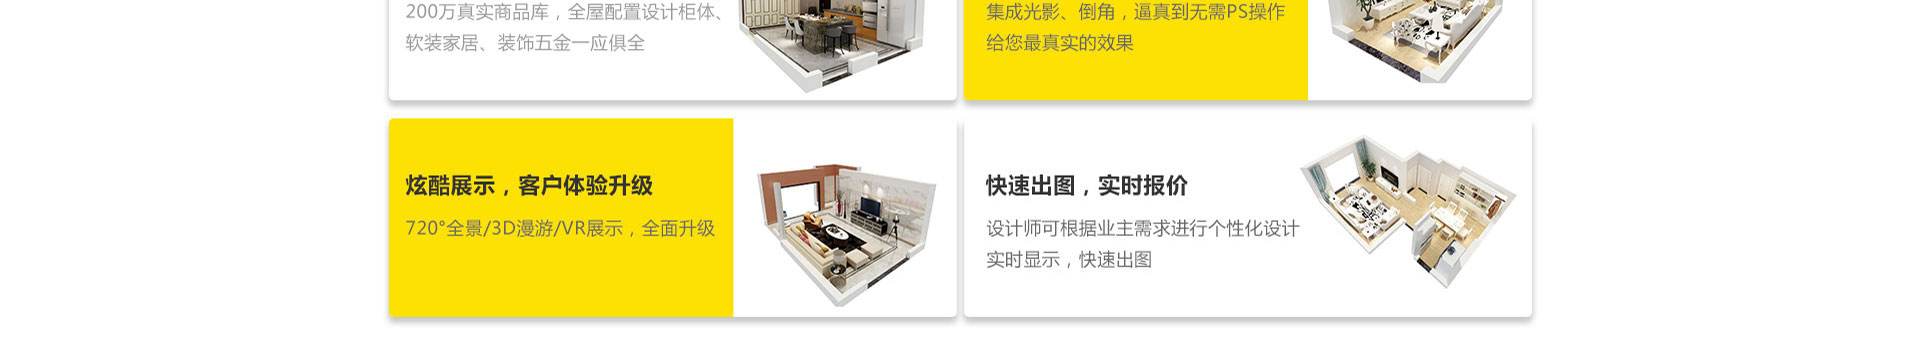 200万真实商品库，全屋配置设计柜体、
软装家居、装饰五金一应俱全
集成光影、倒角，逼真到无需PS操作
给您最真实的效果
炫酷展示，客户体验升级
720°全景/3D漫游/VR展示，全面升级
快速出图，实时报价
设计师可根据业主需求进行个性化设计
实时显示，快速出图